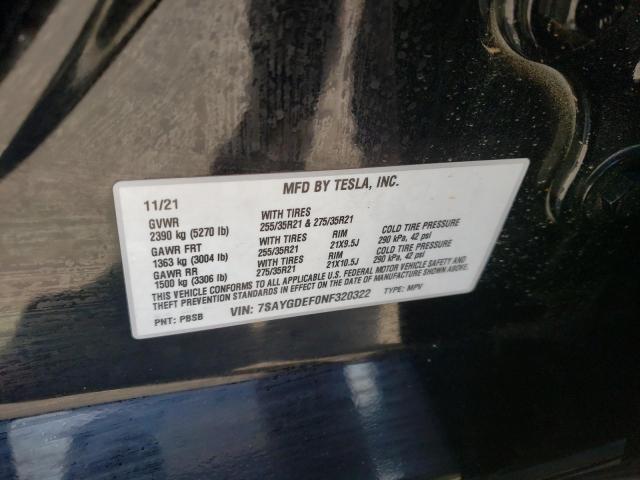 MFD BY TESLA, INC.
11/21
GVWR WITH TIRES
2390 kg (5270 lb) 255/35R21 & 275/35R21
GAWR FRT WITH TIRES RIM COLD TIRE PRESSURE
1363 kg (3004 lb) 255/35R21 21X9.5J 290 kPa, 42 psi
GAWR RR WITH TIRES RIM COLD TIRE PRESSURE
1500 kg (3306 lb) 275/35R21 21X10.5J 290 kPa, 42 psi
THIS VEHICLE CONFORMS TO ALL APPLICABLE U.S. FEDERAL MOTOR VEHICLE SAFETY AND
THEFT PREVENTION STANDARDS IN EFFECT ON THE DATE OF MANUFACTURE SHOWN ABOVE.
PNT: PBSB VIN: 7SAYGDEF0NF320322 TYPE: MPV